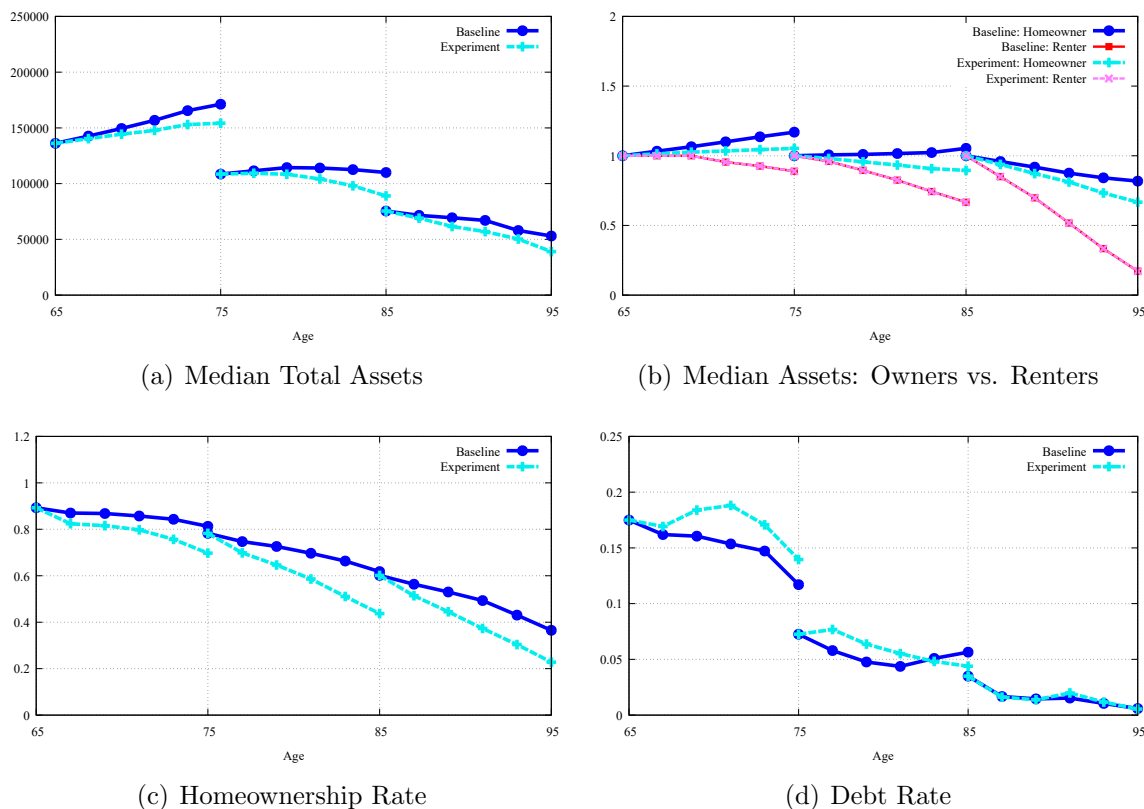 250000
200000
150000
100000
50000
0
65
75
85
95
Age
Baseline
Experiment
(a) Median Total Assets
2
1.5
1
0.5
0
65
75
85
95
Age
Baseline: Homeowner
Baseline: Renter
Experiment: Homeowner
Experiment: Renter
(b) Median Assets: Owners vs. Renters
1.2
1
0.8
0.6
0.4
0.2
0
65
75
85
95
Age
Baseline
Experiment
(c) Homeownership Rate
0.25
0.2
0.15
0.1
0.05
0
65
75
85
95
Age
Baseline
Experiment
(d) Debt Rate